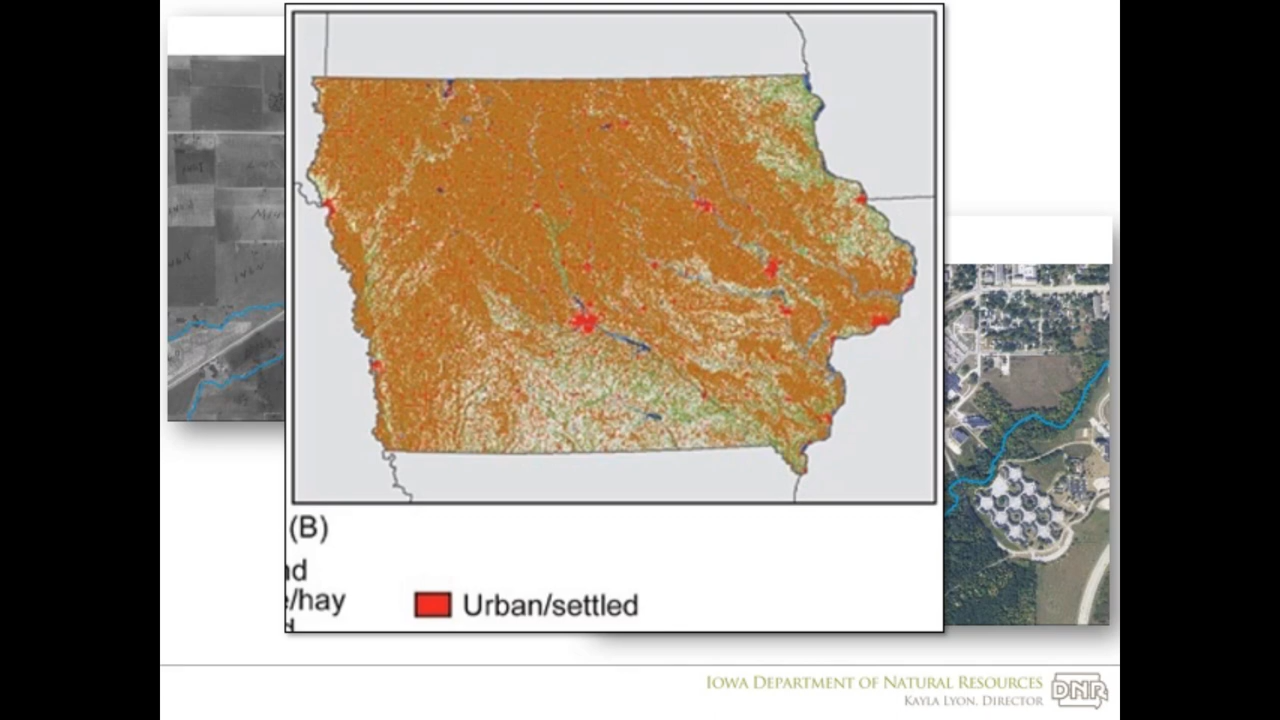 (B)
nd
e/hay
d
Urban/settled
IOWA DEPARTMENT OF NATURAL RESOURCES
KAYLA LYON, DIRECTOR
DNR